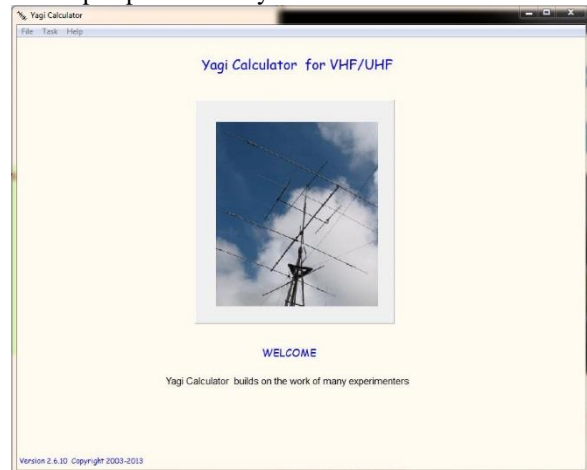 Yagi Calculator
File Task Help
Yagi Calculator for VHF/UHF
WELCOME
Yagi Calculator builds on the work of many experimenters
Version 2.6.10 Copyright 2003-2013